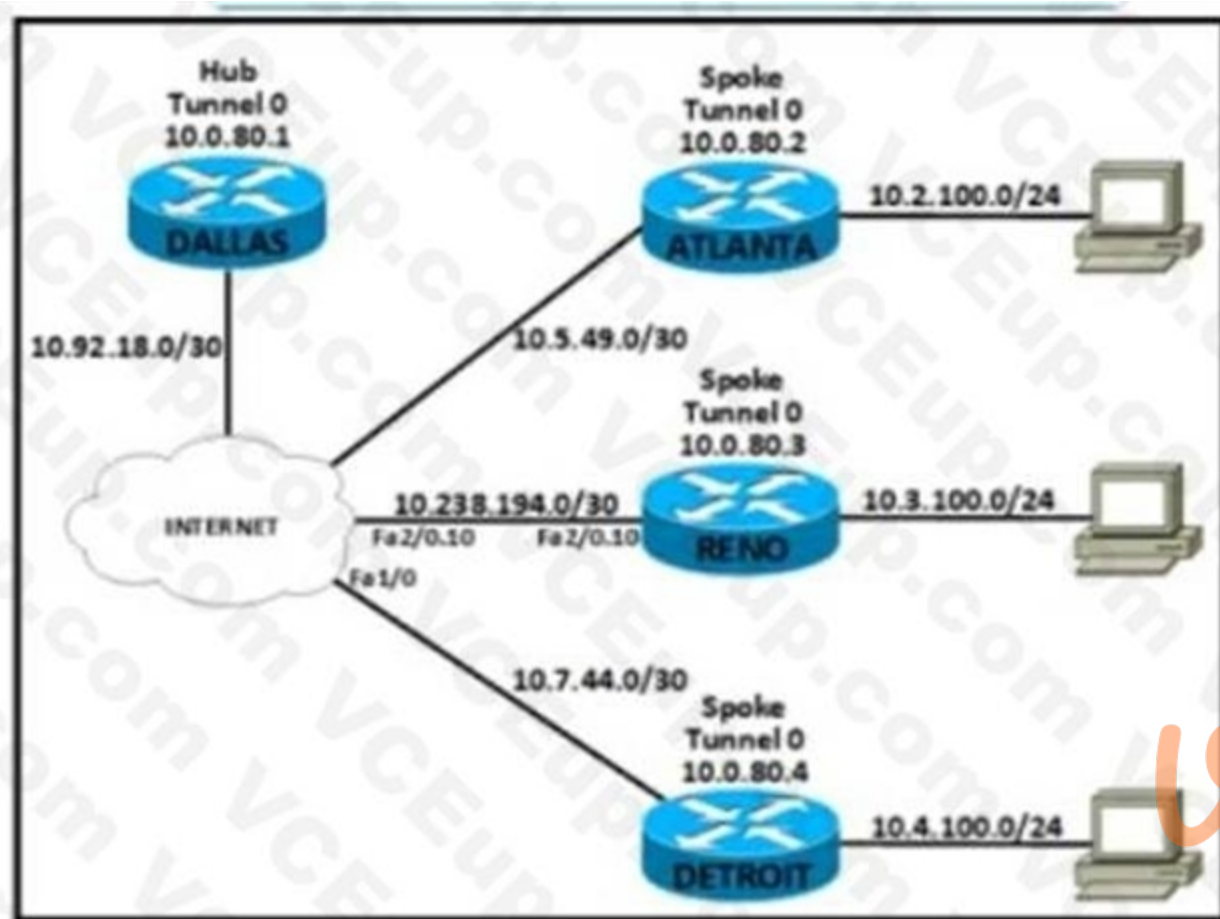 Hub
Tunnel 0
10.0.80.1
DALLAS
Spoke
Tunnel 0
10.0.80.2
ATLANTA
10.2.100.0/24
10.92.18.0/30
10.5.49.0/30
Spoke
Tunnel 0
10.0.80.3
RENO
10.3.100.0/24
INTERNET
10.238.194.0/30
Fa2/0.10
Fa2/0.10
Fa1/0
10.7.44.0/30
Spoke
Tunnel 0
10.0.80.4
DETROIT
10.4.100.0/24
VCEup.com